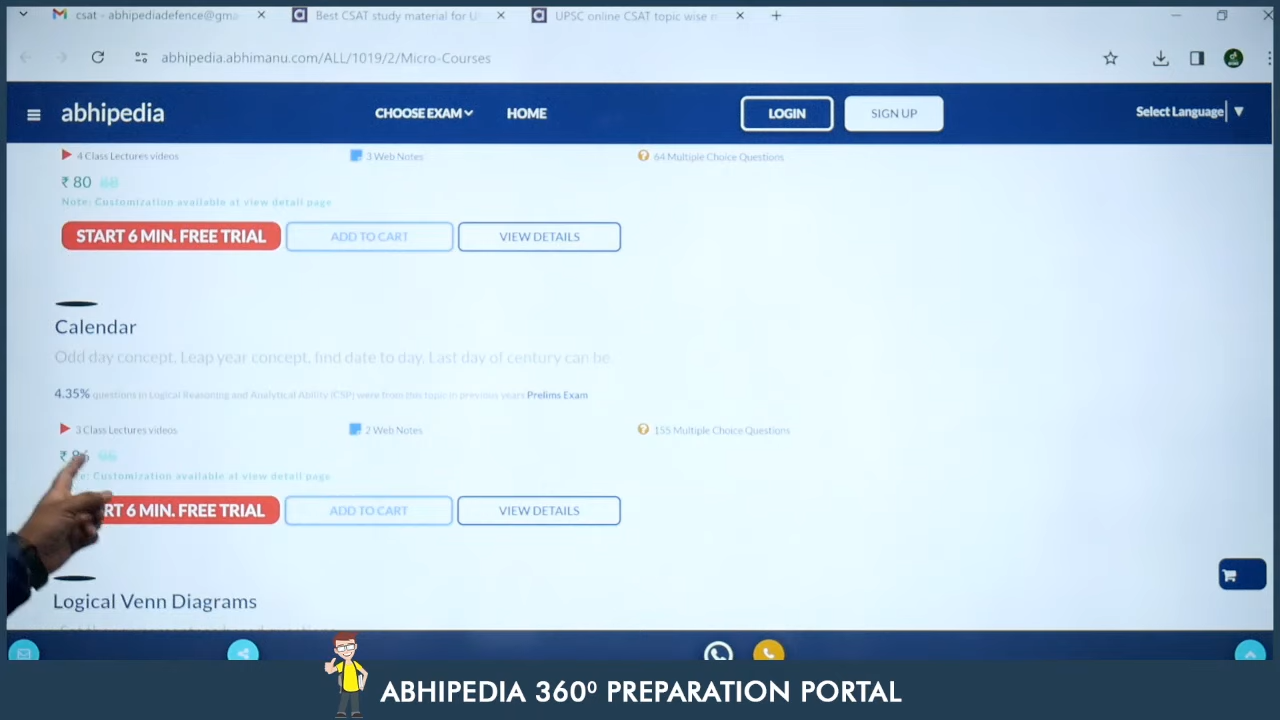 csat - abhipediadefence@gma
Best CSAT study material for U
UPSC online CSAT topic wise
abhipedia.abhimanu.com/ALL/1019/2/Micro-Courses
abhipedia
CHOOSE EXAM
HOME
LOGIN
SIGN UP
Select Language
4 Class Lectures videos
3 Web Notes
64 Multiple Choice Questions
₹ 80
Note: Customization available at view detail page
START 6 MIN. FREE TRIAL
ADD TO CART
VIEW DETAILS
Calendar
Odd day concept, Leap year concept, find date to day, Last day of century can be
4.35% questions in Logical Reasoning and Analytical Ability (CSP) were from this topic in previous years Prelims Exam
3 Class Lectures videos
2 Web Notes
155 Multiple Choice Questions
₹
Customization available at view detail page
RT 6 MIN. FREE TRIAL
ADD TO CART
VIEW DETAILS
Logical Venn Diagrams
ABHIPEDIA 360⁰ PREPARATION PORTAL